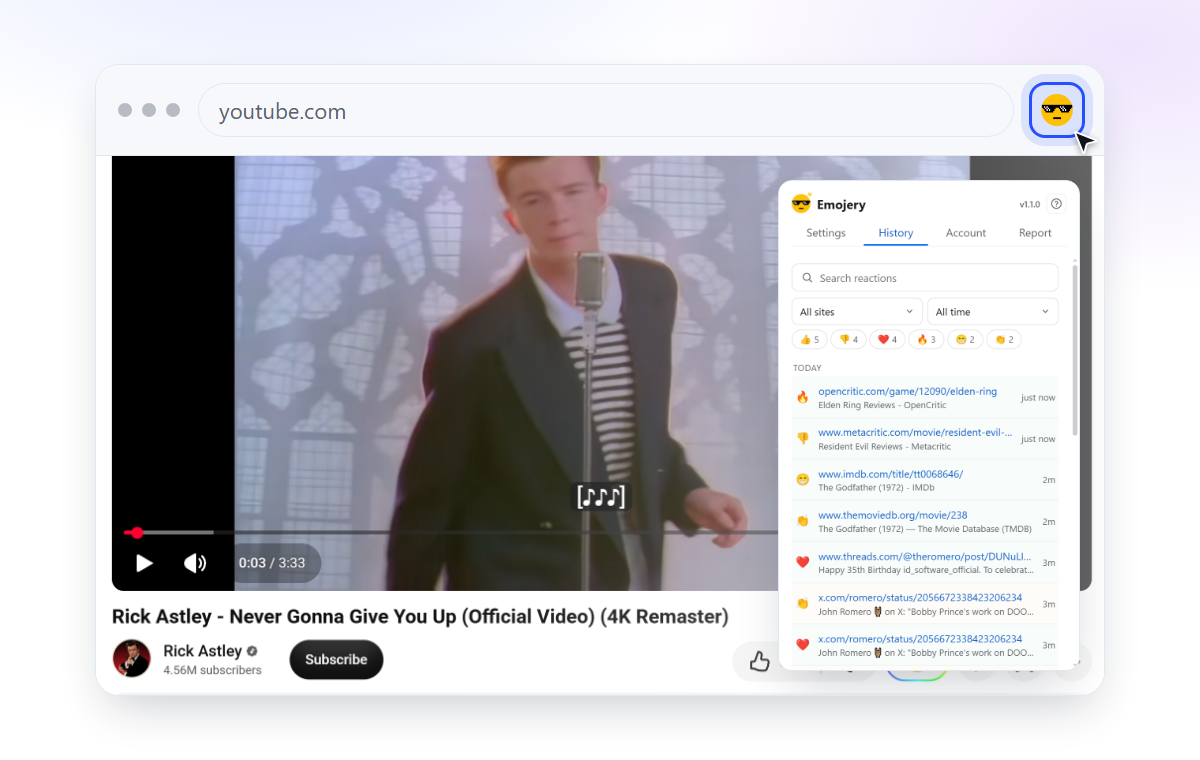 youtube.com
Emojery
v1.1.0
Settings
History
Account
Report
Search reactions
All sites
All time
5
4
4
3
2
2
TODAY
opencritic.com/game/12090/elden-ring
just now
Elden Ring Reviews - OpenCritic
www.metacritic.com/movie/resident-evil-...
just now
Resident Evil Reviews - Metacritic
www.imdb.com/title/tt0068646/
2m
The Godfather (1972) - IMDb
www.themoviedb.org/movie/238
2m
The Godfather (1972) — The Movie Database (TMDB)
www.threads.com/@theromero/post/DUNuLI...
3m
Happy 35th Birthday id_software_official. To celebrat...
x.com/romero/status/2056672338423206234
3m
John Romero on X: "Bobby Prince's work on DOO...
x.com/romero/status/2056672338423206234
3m
John Romero on X: "Bobby Prince's work on DOO...
[♪♪♪]
0:03 / 3:33
Rick Astley - Never Gonna Give You Up (Official Video) (4K Remaster)
Rick Astley
4.56M subscribers
Subscribe